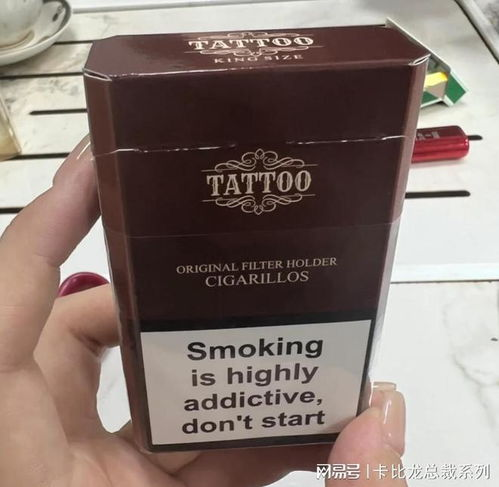 TATTOO
KING SIZE
TATTOO
ORIGINAL FILTER HOLDER
CIGARILLOS
Smoking
is highly
addictive,
don't start
网易号 | 卡比龙总裁系列